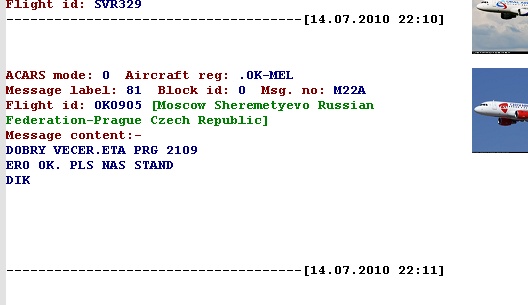 Flight id: SVR329
-------------------------------------[14.07.2010 22:10]
ACARS mode: O  Aircraft reg: .OK-MEL
Message label: 81  Block id: 0  Msg. no: M22A
Flight id: OK0905 [Moscow Sheremetyevo Russian
Federation-Prague Czech Republic]
Message content:-
DOBRY VECER.ETA PRG 2109
ERO OK. PLS NAS STAND
DIK
-------------------------------------[14.07.2010 22:11]